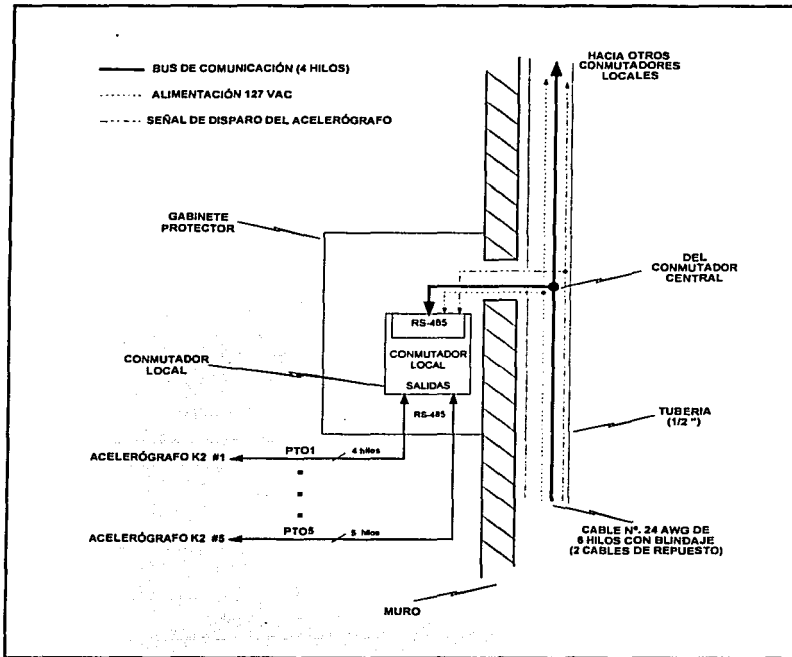 HACIA OTROS
CONMUTADORES
LOCALES
BUS DE COMUNICACIÓN (4 HILOS)
ALIMENTACIÓN 127 VAC
SEÑAL DE DISPARO DEL ACELERÓGRAFO
GABINETE
PROTECTOR
DEL
CONMUTADOR
CENTRAL
RS-485
CONMUTADOR
LOCAL
SALIDAS
CONMUTADOR
LOCAL
RS-485
TUBERIA
(1/2 ")
ACELERÓGRAFO K2 #1
PTO1
4 hilos
ACELERÓGRAFO K2 #5
PTO5
5 hilos
CABLE Nº. 24 AWG DE
6 HILOS CON BLINDAJE
(2 CABLES DE REPUESTO)
MURO